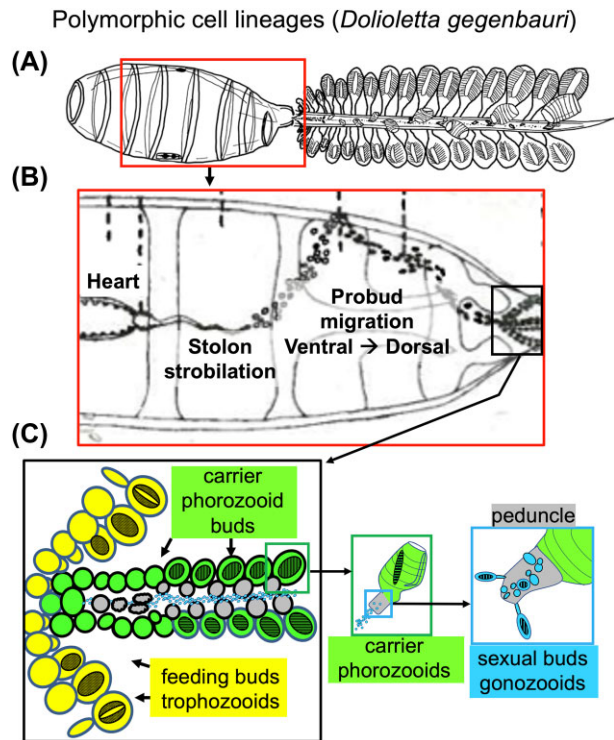 Polymorphic cell lineages (Dolioletta gegenbauri)
(A)
(B)
Heart
Stolon
strobilation
Probud
migration
Ventral → Dorsal
(C)
carrier
phorozooid
buds
feeding buds
trophozooids
carrier
phorozooids
peduncle
sexual buds
gonozooids